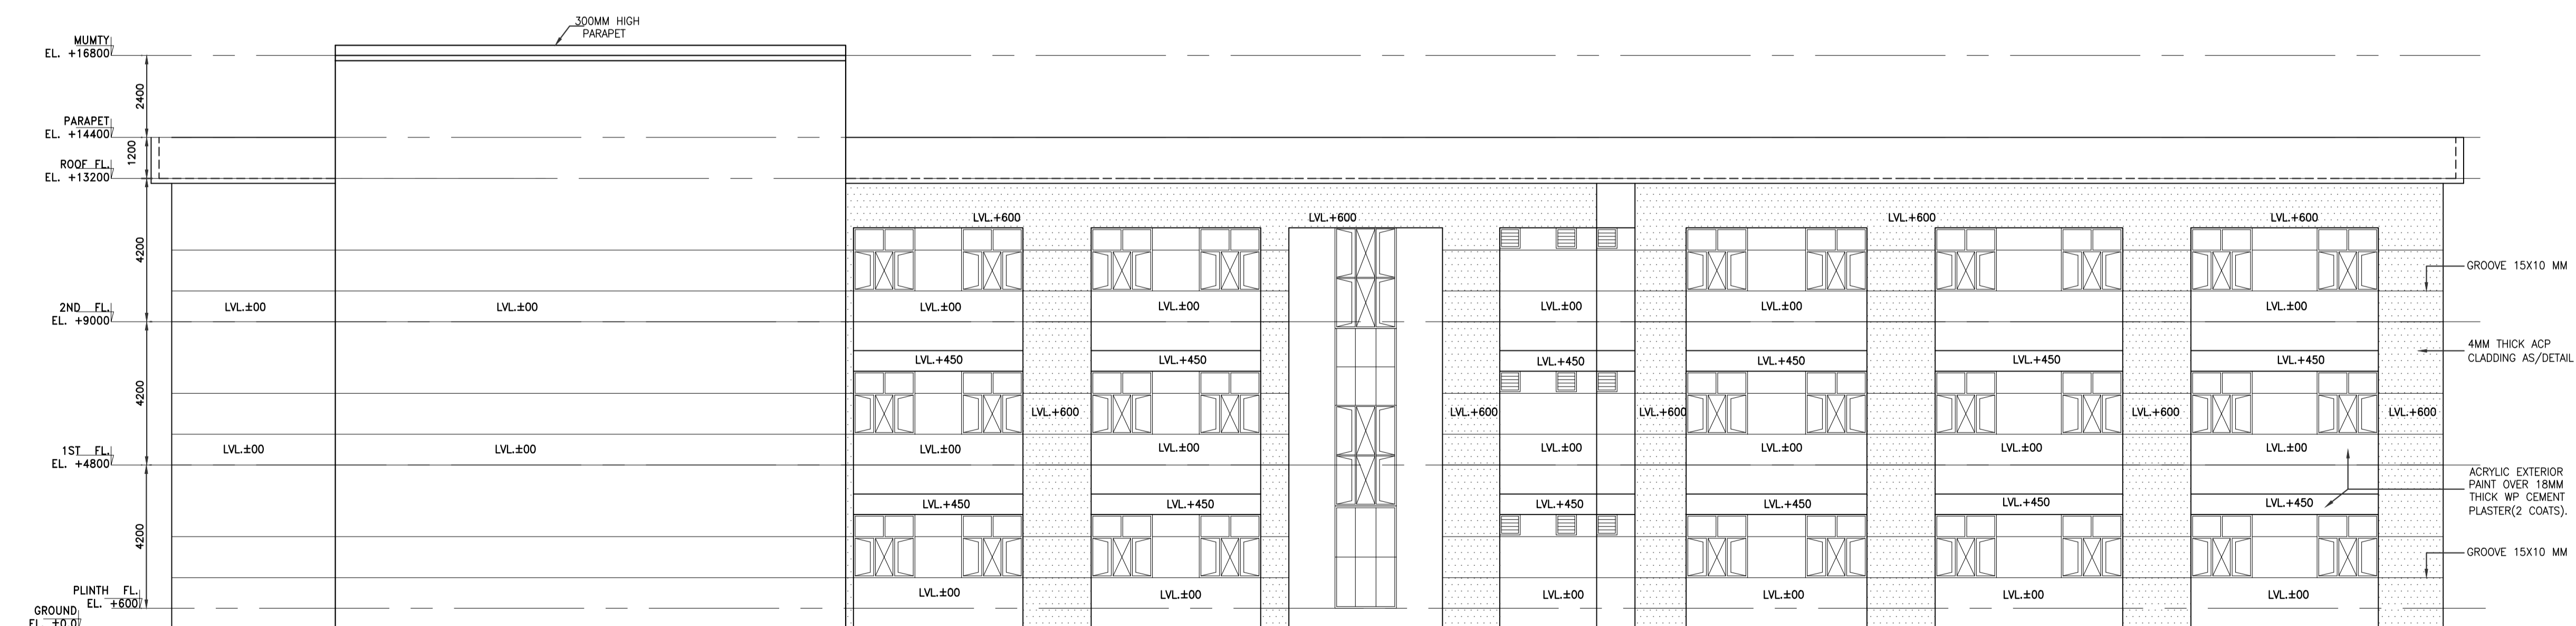 300MM HIGH
PARAPET
MUMTY
EL. +16800
2400
PARAPET
EL. +14400
1200
ROOF FL.
EL. +13200
LVL.+600
LVL.+600
LVL.+600
LVL.+600
4200
GROOVE 15X10 MM
2ND FL.
EL. +9000
LVL.±00
LVL.±00
LVL.±00
LVL.±00
LVL.±00
LVL.±00
LVL.±00
LVL.±00
4MM THICK ACP
CLADDING AS/DETAIL
LVL.+450
LVL.+450
LVL.+450
LVL.+450
LVL.+450
LVL.+450
4200
LVL.+600
LVL.+600
LVL.+600
LVL.+600
LVL.+600
1ST FL.
EL. +4800
LVL.±00
LVL.±00
LVL.±00
LVL.±00
LVL.±00
LVL.±00
LVL.±00
LVL.±00
ACRYLIC EXTERIOR
PAINT OVER 18MM
THICK WP CEMENT
PLASTER(2 COATS).
LVL.+450
LVL.+450
LVL.+450
LVL.+450
LVL.+450
LVL.+450
4200
GROOVE 15X10 MM
PLINTH FL.
EL. +600
LVL.±00
LVL.±00
LVL.±00
LVL.±00
LVL.±00
LVL.±00
GROUND
EL. ±0.0